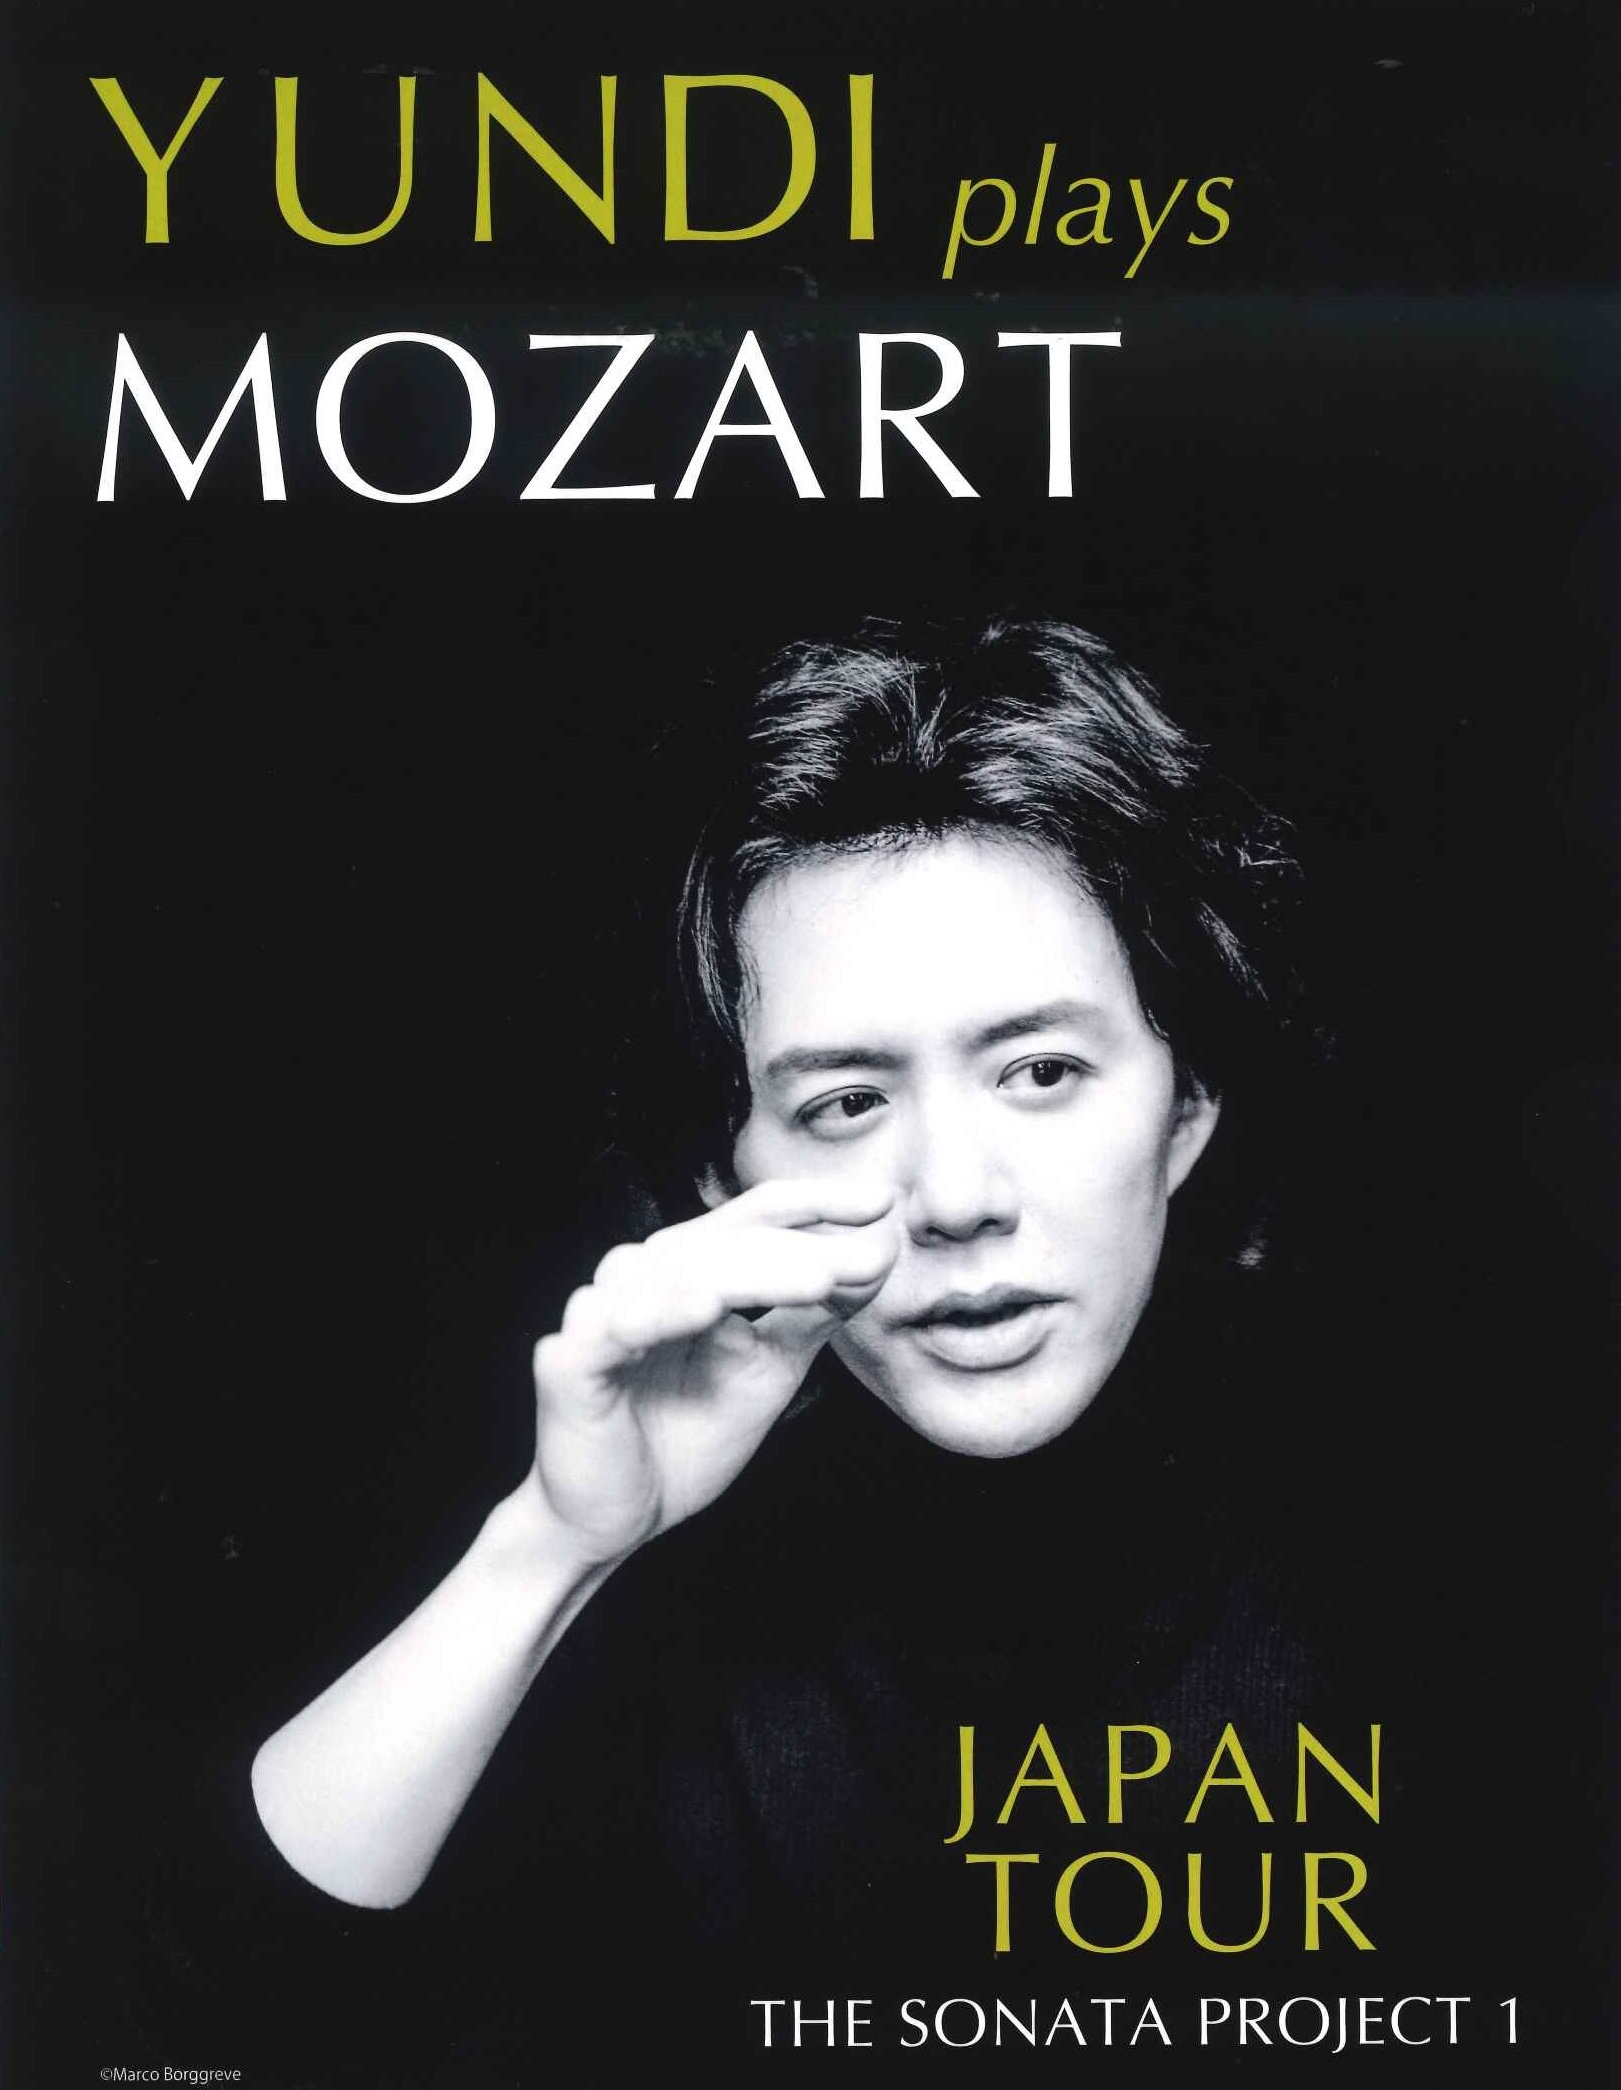 YUNDI plays
MOZART
JAPAN
TOUR
THE SONATA PROJECT 1
©Marco Borggreve